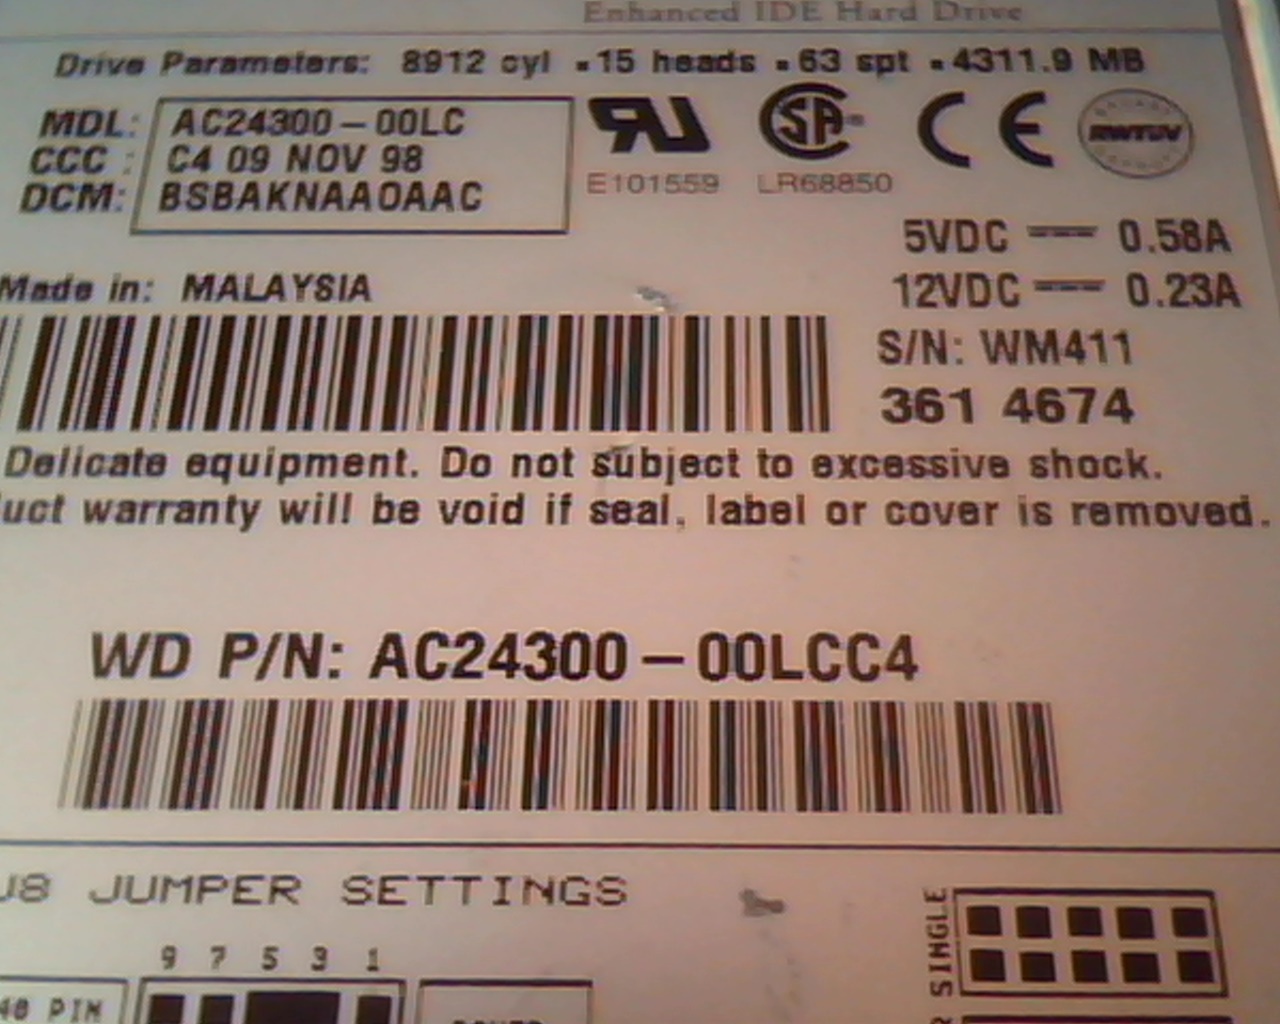 Enhanced IDE Hard Drive
Drive Parameters: 8912 cyl ▪ 15 heads ▪ 63 spt ▪ 4311.9 MB
MDL: AC24300-00LC
CCC : C4 09 NOV 98
DCM: BSBAKNAAOAAC
E101559 LR68850
CE
RWTUV
5VDC 0.58A
12VDC 0.23A
Made in: MALAYSIA
S/N: WM411
361 4674
Delicate equipment. Do not subject to excessive shock.
uct warranty will be void if seal, label or cover is removed.
WD P/N: AC24300-00LCC4
J8 JUMPER SETTINGS
9 7 5 3 1
SINGLE
40 PIN